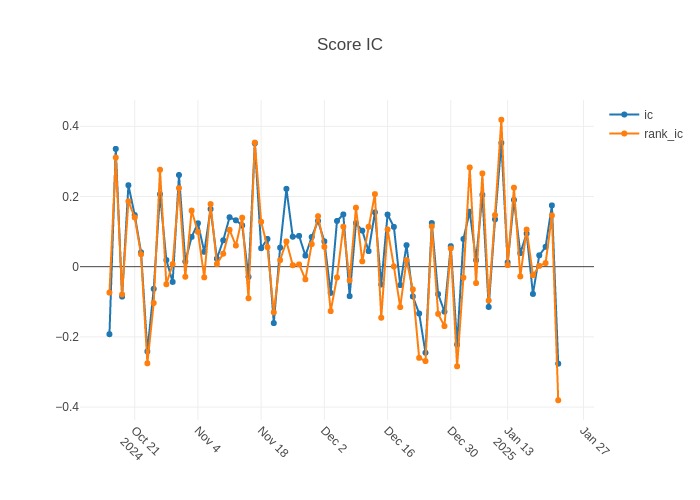 Score IC
ic
rank_ic
0.4
0.2
0
−0.2
−0.4
Oct 21
2024
Nov 4
Nov 18
Dec 2
Dec 16
Dec 30
Jan 13
2025
Jan 27